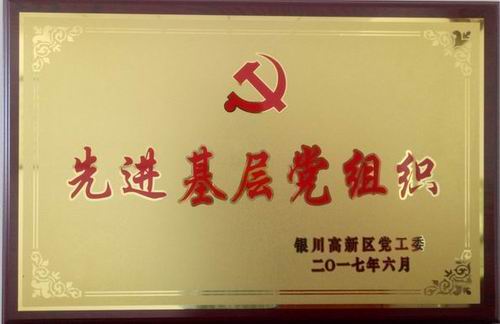 先进基层党组织
银川高新区党工委
二〇一七年六月